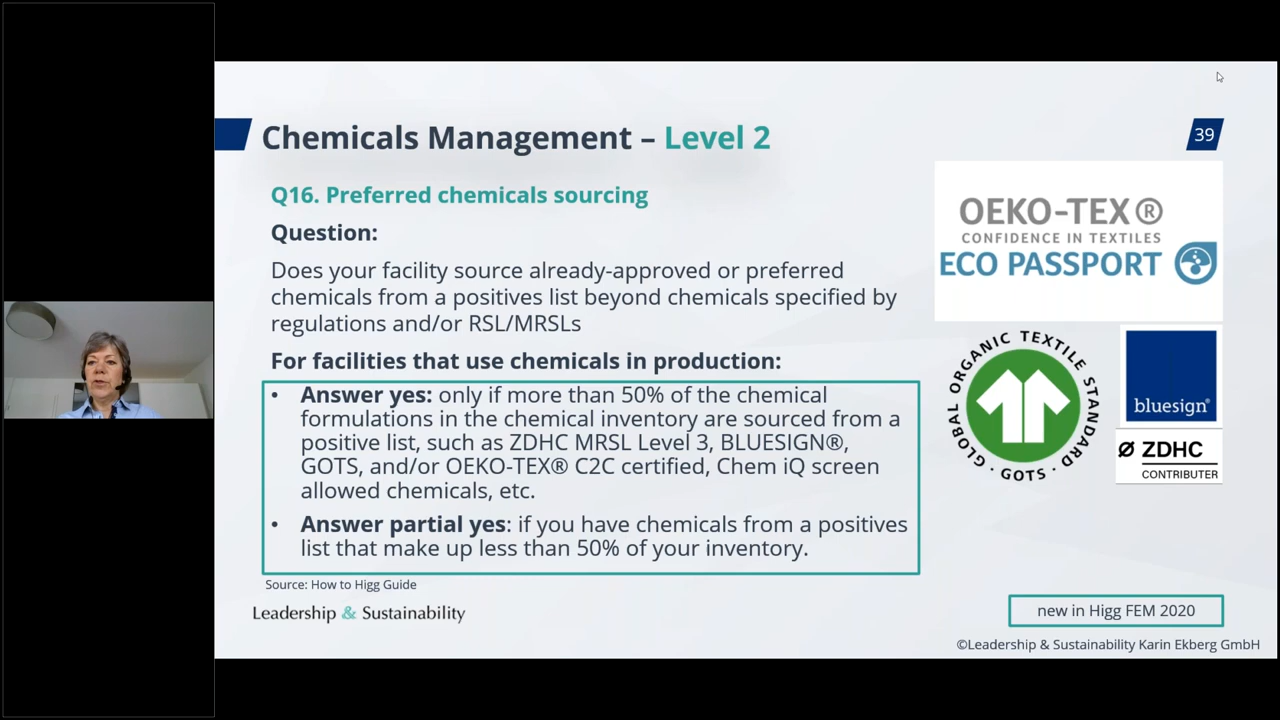 Chemicals Management – Level 2
39
Q16. Preferred chemicals sourcing
Question:
Does your facility source already-approved or preferred
chemicals from a positives list beyond chemicals specified by
regulations and/or RSL/MRSLs
For facilities that use chemicals in production:
• Answer yes: only if more than 50% of the chemical
formulations in the chemical inventory are sourced from a
positive list, such as ZDHC MRSL Level 3, BLUESIGN®,
GOTS, and/or OEKO-TEX® C2C certified, Chem iQ screen
allowed chemicals, etc.
• Answer partial yes: if you have chemicals from a positives
list that make up less than 50% of your inventory.
Source: How to Higg Guide
Leadership & Sustainability
OEKO-TEX®
CONFIDENCE IN TEXTILES
ECO PASSPORT
GLOBAL ORGANIC TEXTILE STANDARD · GOTS ·
bluesign®
ZDHC
CONTRIBUTER
new in Higg FEM 2020
©Leadership & Sustainability Karin Ekberg GmbH